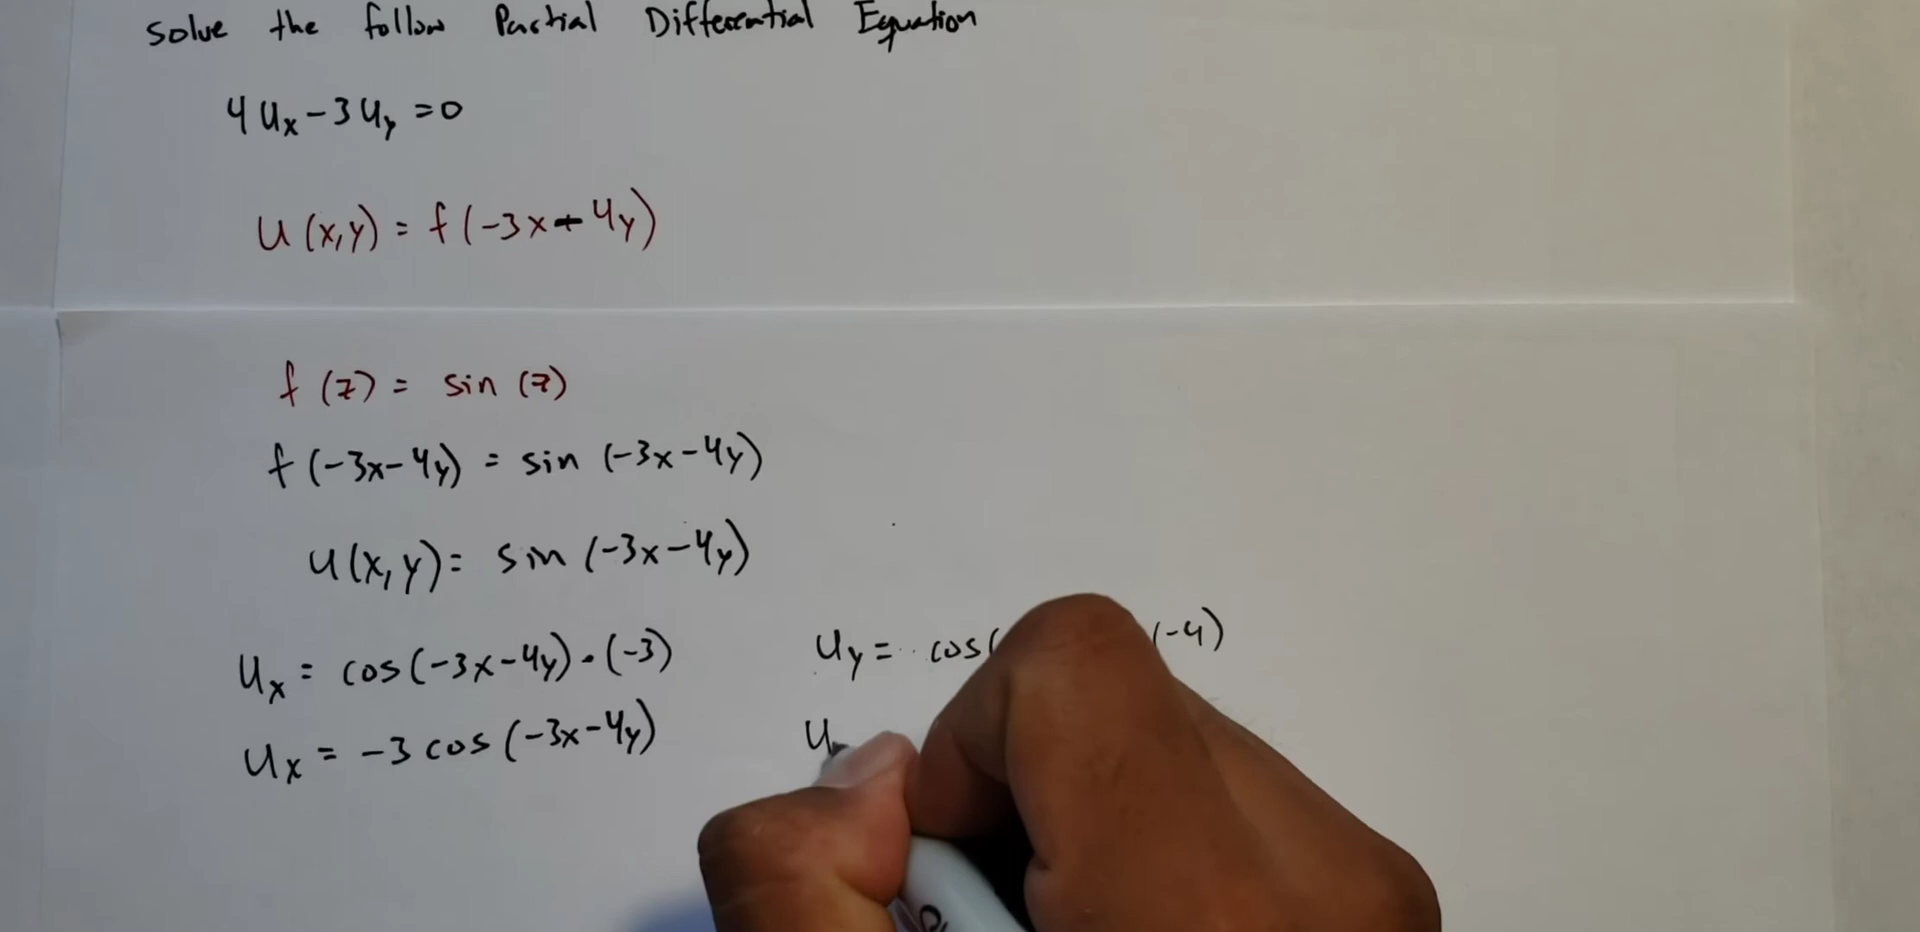 Solve the follow Partial Differential Equation
4 Ux - 3 Uy = 0
U (x,y) = f (-3x - 4y)
f (z) = sin (z)
f (-3x-4y) = sin (-3x-4y)
U(x,y) = sin (-3x-4y)
Ux = cos(-3x-4y) · (-3)
Uy = cos( (-4)
Ux = -3 cos (-3x-4y)
U